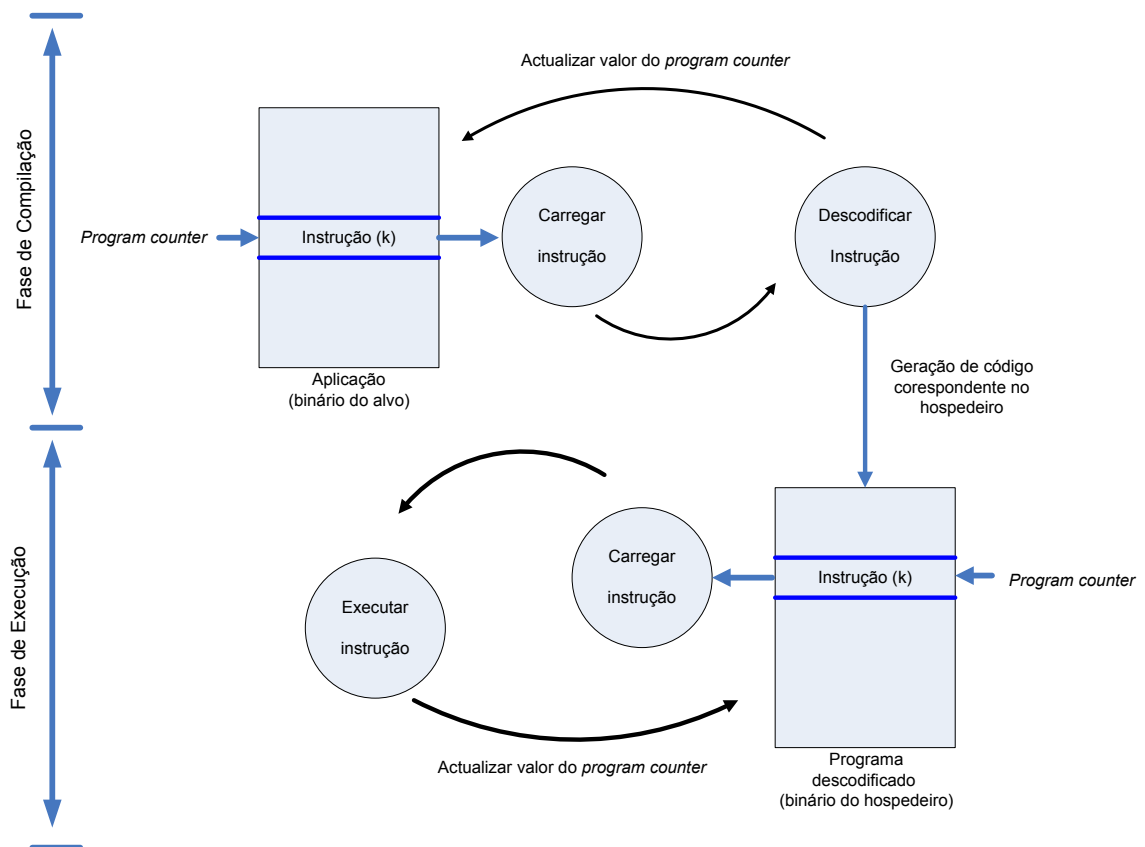 Fase de Compilação
Actualizar valor do program counter
Program counter
Instrução (k)
Carregar
instrução
Descodificar
Instrução
Aplicação
(binário do alvo)
Geração de código
corespondente no
hospedeiro
Fase de Execução
Executar
instrução
Carregar
instrução
Instrução (k)
Program counter
Actualizar valor do program counter
Programa
descodificado
(binário do hospedeiro)